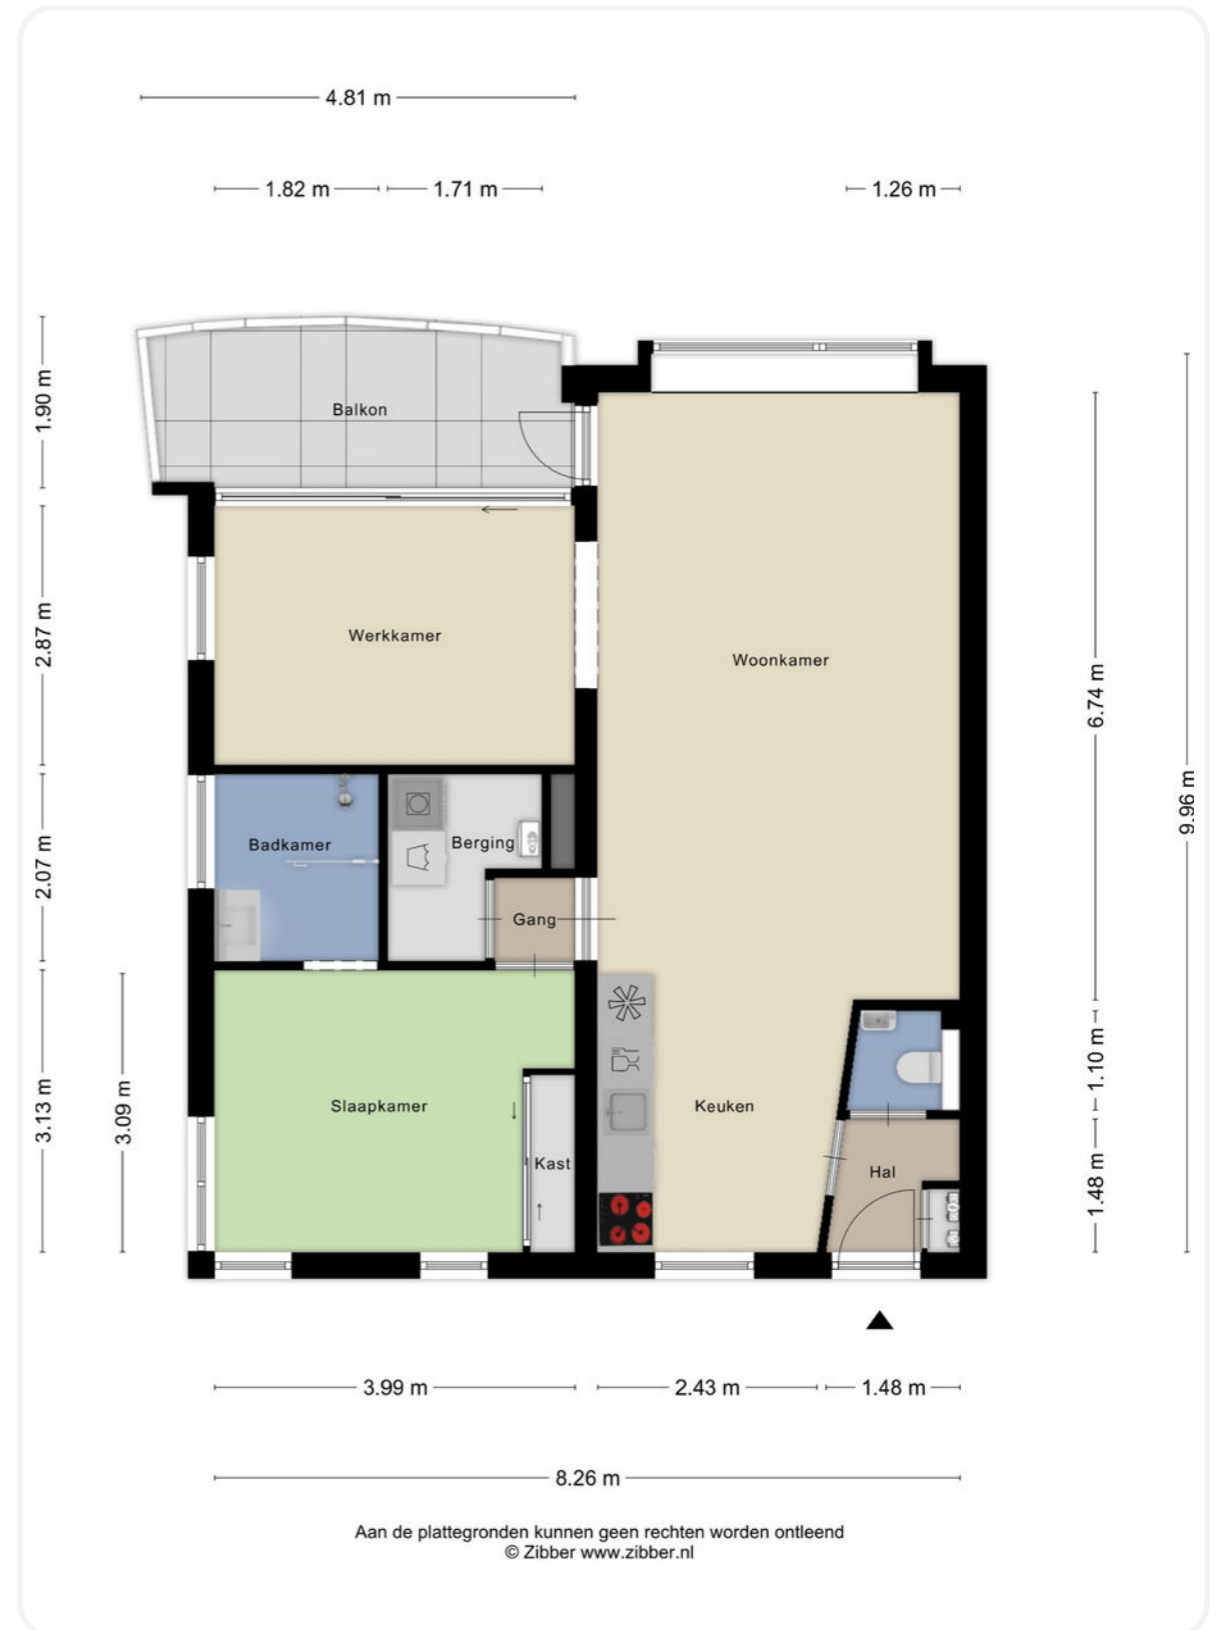 4.81 m
1.82 m
1.71 m
1.26 m
1.90 m
Balkon
2.87 m
Werkkamer
Woonkamer
6.74 m
9.96 m
2.07 m
Badkamer
Berging
Gang
3.13 m
3.09 m
Slaapkamer
Kast
Keuken
1.10 m
Hal
1.48 m
3.99 m
2.43 m
1.48 m
8.26 m
Aan de plattegronden kunnen geen rechten worden ontleend
© Zibber www.zibber.nl